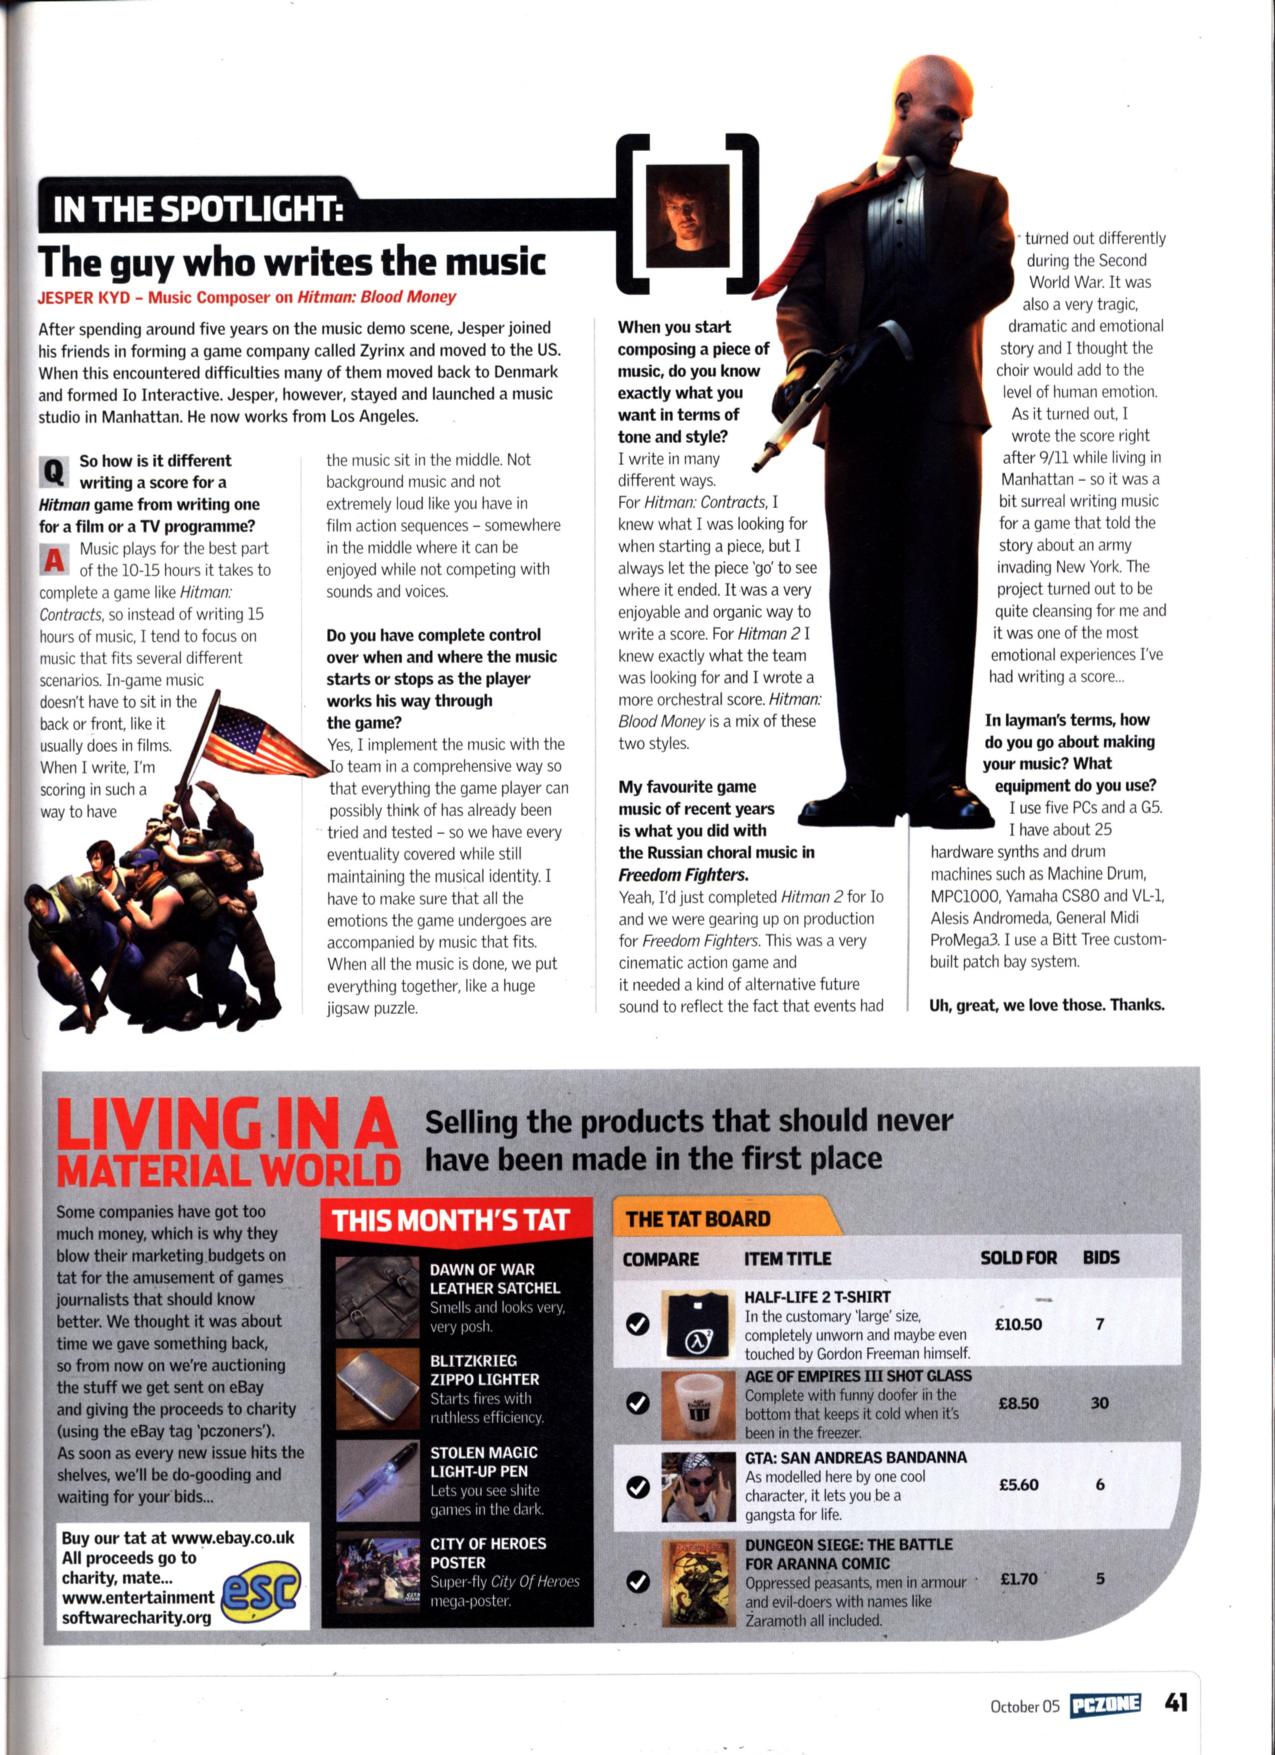 IN THE SPOTLIGHT:
The guy who writes the music
JESPER KYD – Music Composer on Hitman: Blood Money
After spending around five years on the music demo scene, Jesper joined
his friends in forming a game company called Zyrinx and moved to the US.
When this encountered difficulties many of them moved back to Denmark
and formed Io Interactive. Jesper, however, stayed and launched a music
studio in Manhattan. He now works from Los Angeles.
Q So how is it different
writing a score for a
Hitman game from writing one
for a film or a TV programme?
A Music plays for the best part
of the 10-15 hours it takes to
complete a game like Hitman:
Contracts, so instead of writing 15
hours of music, I tend to focus on
music that fits several different
scenarios. In-game music
doesn't have to sit in the
back or front, like it
usually does in films.
When I write, I'm
scoring in such a
way to have
the music sit in the middle. Not
background music and not
extremely loud like you have in
film action sequences – somewhere
in the middle where it can be
enjoyed while not competing with
sounds and voices.
Do you have complete control
over when and where the music
starts or stops as the player
works his way through
the game?
Yes, I implement the music with the
Io team in a comprehensive way so
that everything the game player can
possibly think of has already been
tried and tested – so we have every
eventuality covered while still
maintaining the musical identity. I
have to make sure that all the
emotions the game undergoes are
accompanied by music that fits.
When all the music is done, we put
everything together, like a huge
jigsaw puzzle.
When you start
composing a piece of
music, do you know
exactly what you
want in terms of
tone and style?
I write in many
different ways.
For Hitman: Contracts, I
knew what I was looking for
when starting a piece, but I
always let the piece 'go' to see
where it ended. It was a very
enjoyable and organic way to
write a score. For Hitman 2 I
knew exactly what the team
was looking for and I wrote a
more orchestral score. Hitman:
Blood Money is a mix of these
two styles.
My favourite game
music of recent years
is what you did with
the Russian choral music in
Freedom Fighters.
Yeah, I'd just completed Hitman 2 for Io
and we were gearing up on production
for Freedom Fighters. This was a very
cinematic action game and
it needed a kind of alternative future
sound to reflect the fact that events had
turned out differently
during the Second
World War. It was
also a very tragic,
dramatic and emotional
story and I thought the
choir would add to the
level of human emotion.
As it turned out, I
wrote the score right
after 9/11 while living in
Manhattan – so it was a
bit surreal writing music
for a game that told the
story about an army
invading New York. The
project turned out to be
quite cleansing for me and
it was one of the most
emotional experiences I've
had writing a score...
In layman's terms, how
do you go about making
your music? What
equipment do you use?
I use five PCs and a G5.
I have about 25
hardware synths and drum
machines such as Machine Drum,
MPC1000, Yamaha CS80 and VL-1,
Alesis Andromeda, General Midi
ProMega3. I use a Bitt Tree custom-
built patch bay system.
Uh, great, we love those. Thanks.
LIVING IN A
MATERIAL WORLD
Selling the products that should never
have been made in the first place
Some companies have got too
much money, which is why they
blow their marketing budgets on
tat for the amusement of games
journalists that should know
better. We thought it was about
time we gave something back,
so from now on we're auctioning
the stuff we get sent on eBay
and giving the proceeds to charity
(using the eBay tag 'pczoners').
As soon as every new issue hits the
shelves, we'll be do-gooding and
waiting for your bids...
Buy our tat at www.ebay.co.uk
All proceeds go to
charity, mate...
www.entertainment
softwarecharity.org
esc
THIS MONTH'S TAT
DAWN OF WAR
LEATHER SATCHEL
Smells and looks very,
very posh.
BLITZKRIEG
ZIPPO LIGHTER
Starts fires with
ruthless efficiency.
STOLEN MAGIC
LIGHT-UP PEN
Lets you see shite
games in the dark.
CITY OF HEROES
POSTER
Super-fly City Of Heroes
mega-poster.
THE TAT BOARD
COMPARE ITEM TITLE SOLD FOR BIDS
HALF-LIFE 2 T-SHIRT
In the customary 'large' size,
completely unworn and maybe even
touched by Gordon Freeman himself.
£10.50 7
AGE OF EMPIRES III SHOT GLASS
Complete with funny doofer in the
bottom that keeps it cold when it's
been in the freezer.
£8.50 30
GTA: SAN ANDREAS BANDANNA
As modelled here by one cool
character, it lets you be a
gangsta for life.
£5.60 6
DUNGEON SIEGE: THE BATTLE
FOR ARANNA COMIC
Oppressed peasants, men in armour
and evil-doers with names like
Zaramoth all included.
£1.70 5
October 05 PCZONE 41